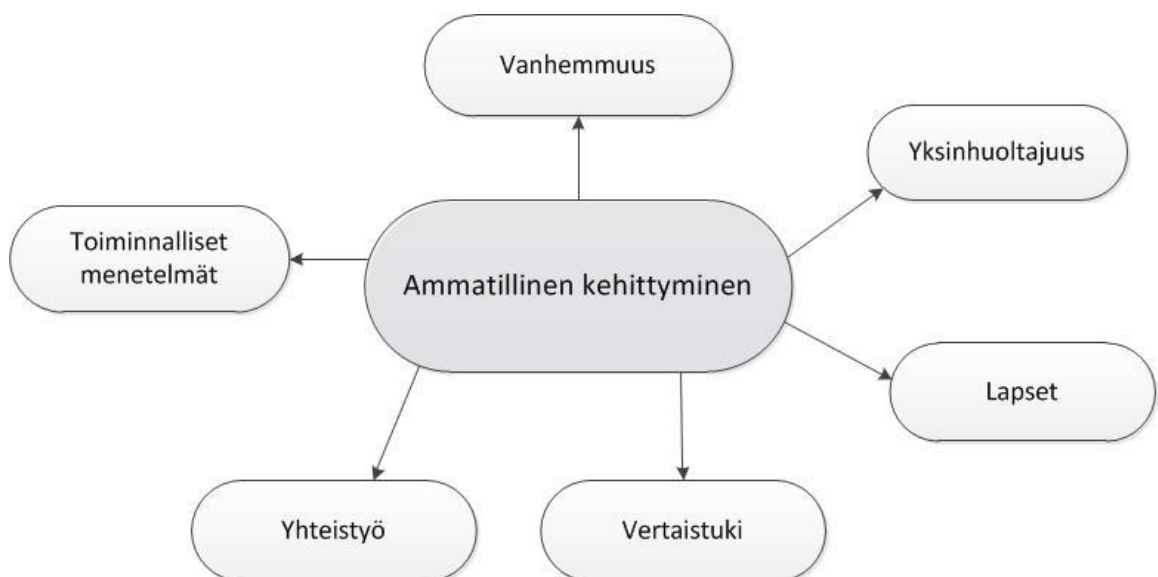 Vanhemmuus
Yksinhuoltajuus
Toiminnalliset
menetelmät
Ammatillinen kehittyminen
Lapset
Yhteistyö
Vertaistuki